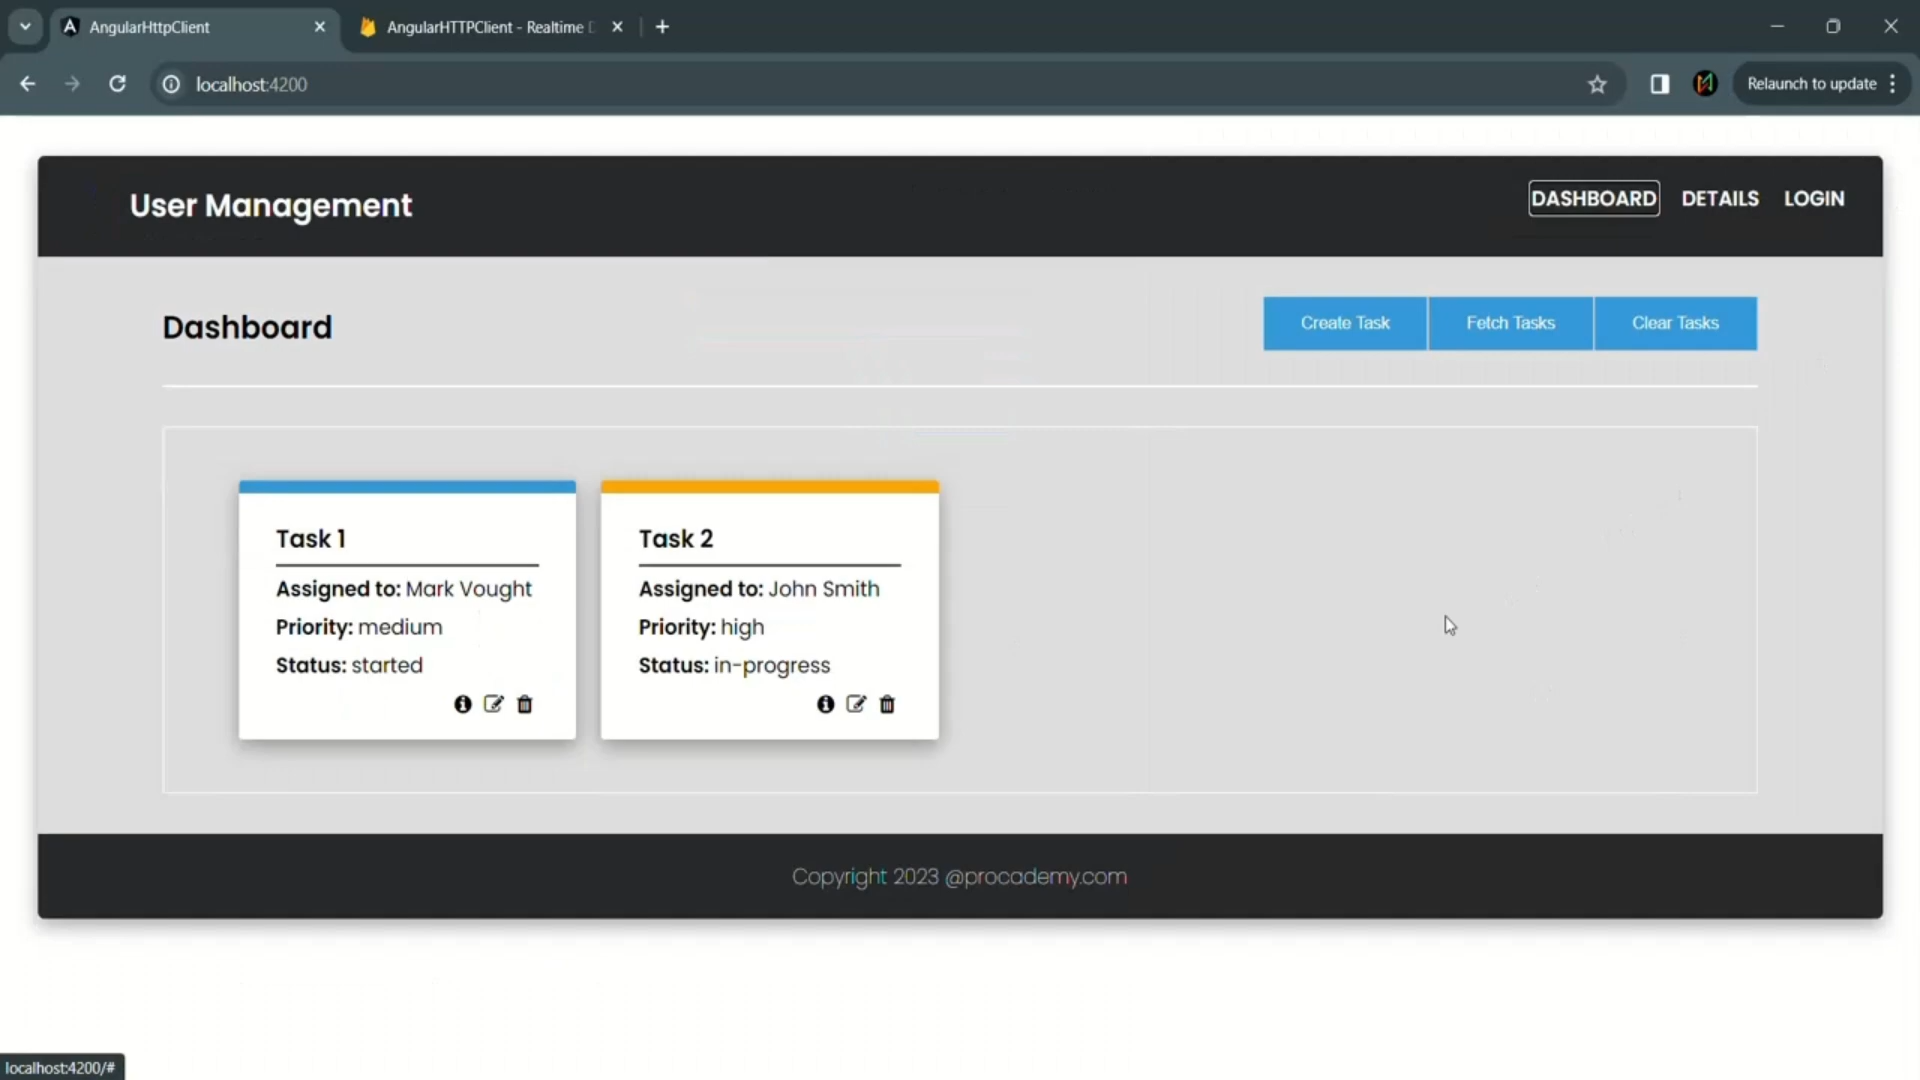 AngularHttpClient
AngularHTTPClient - Realtime
localhost:4200
Relaunch to update
User Management
DASHBOARD DETAILS LOGIN
Dashboard
Create Task Fetch Tasks Clear Tasks
Task 1
Assigned to: Mark Vought
Priority: medium
Status: started
Task 2
Assigned to: John Smith
Priority: high
Status: in-progress
Copyright 2023 @procademy.com
localhost:4200/#